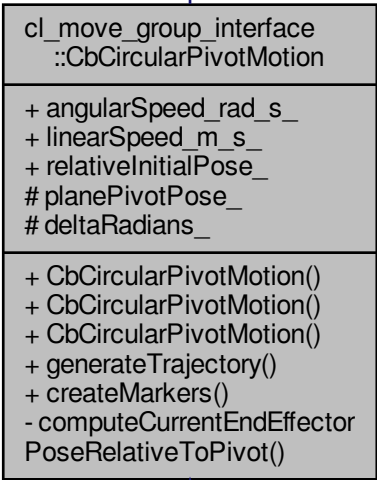 cl_move_group_interface
::CbCircularPivotMotion
+ angularSpeed_rad_s_
+ linearSpeed_m_s_
+ relativeInitialPose_
# planePivotPose_
# deltaRadians_
+ CbCircularPivotMotion()
+ CbCircularPivotMotion()
+ CbCircularPivotMotion()
+ generateTrajectory()
+ createMarkers()
- computeCurrentEndEffector
PoseRelativeToPivot()